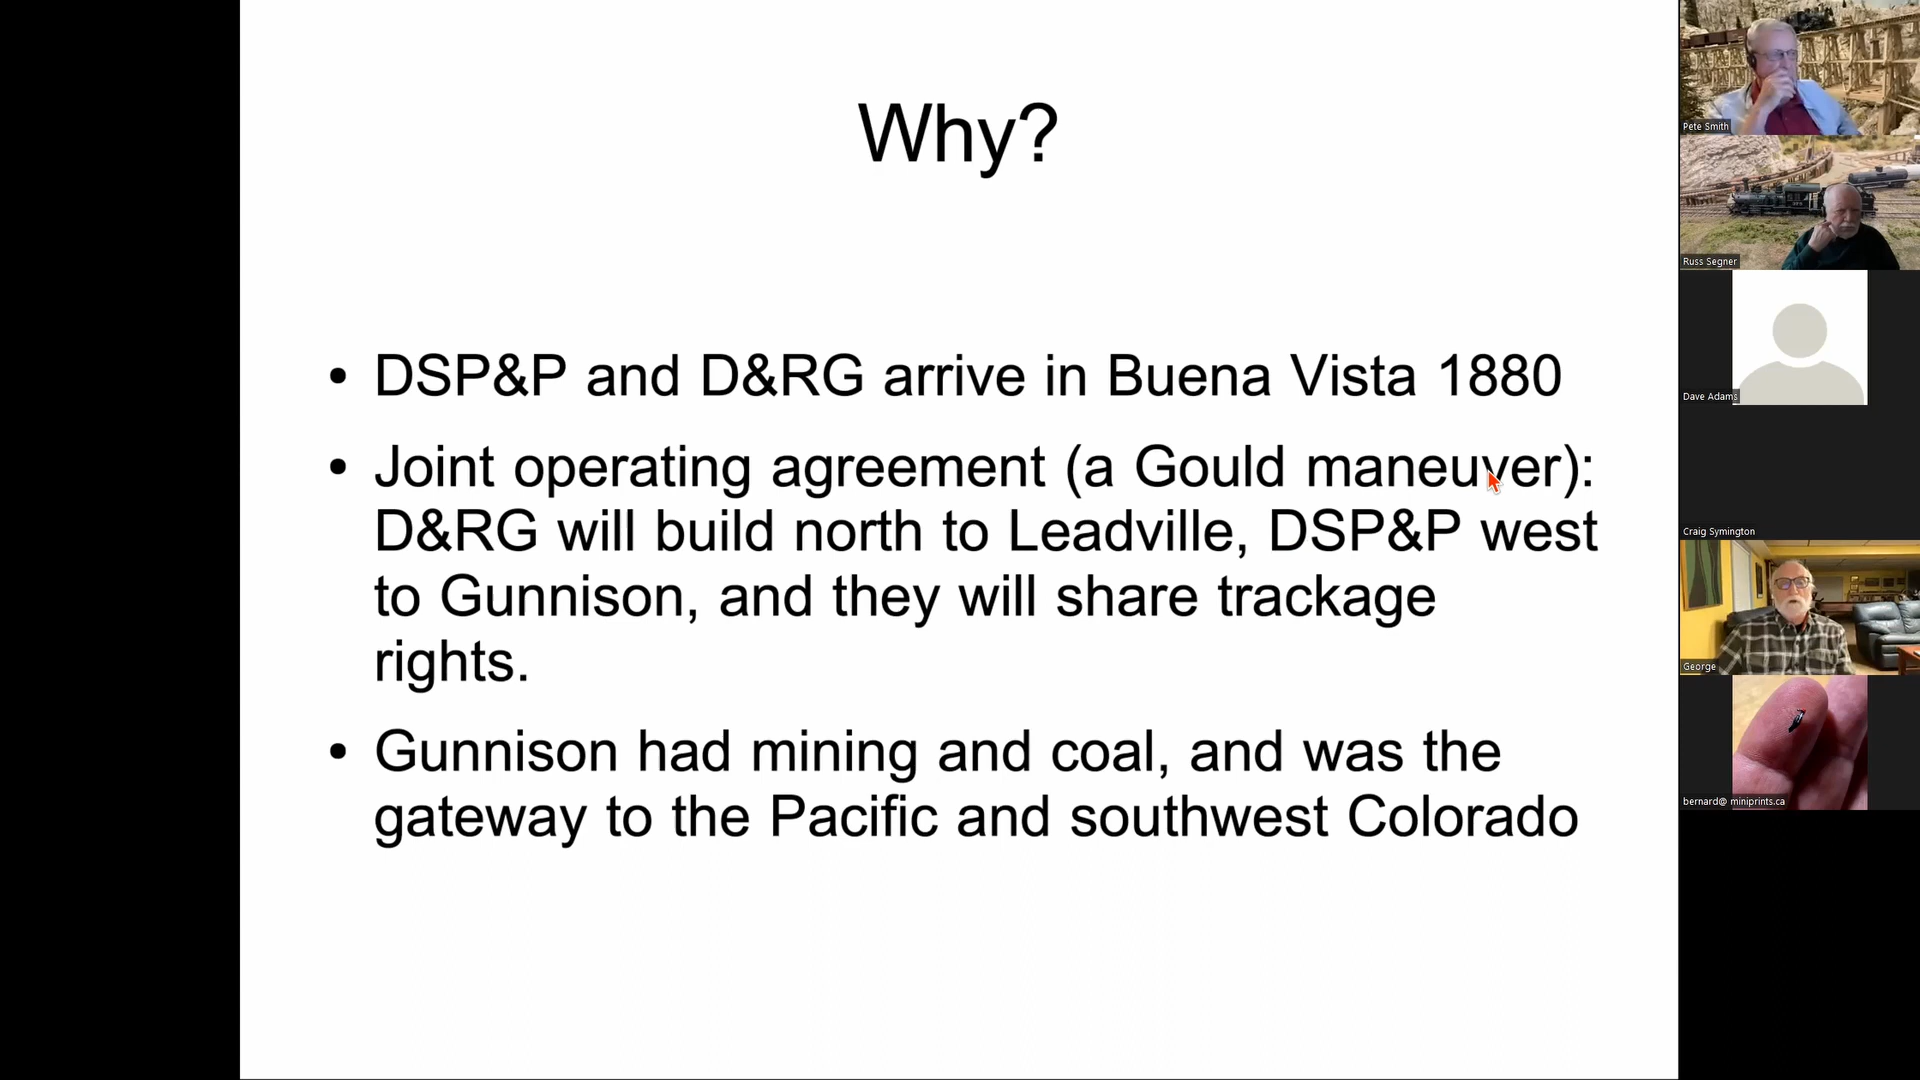 Why?
• DSP&P and D&RG arrive in Buena Vista 1880
• Joint operating agreement (a Gould maneuver):
D&RG will build north to Leadville, DSP&P west
to Gunnison, and they will share trackage
rights.
• Gunnison had mining and coal, and was the
gateway to the Pacific and southwest Colorado
Pete Smith
Russ Segner
Dave Adams
Craig Symington
George
bernard@ miniprints.ca